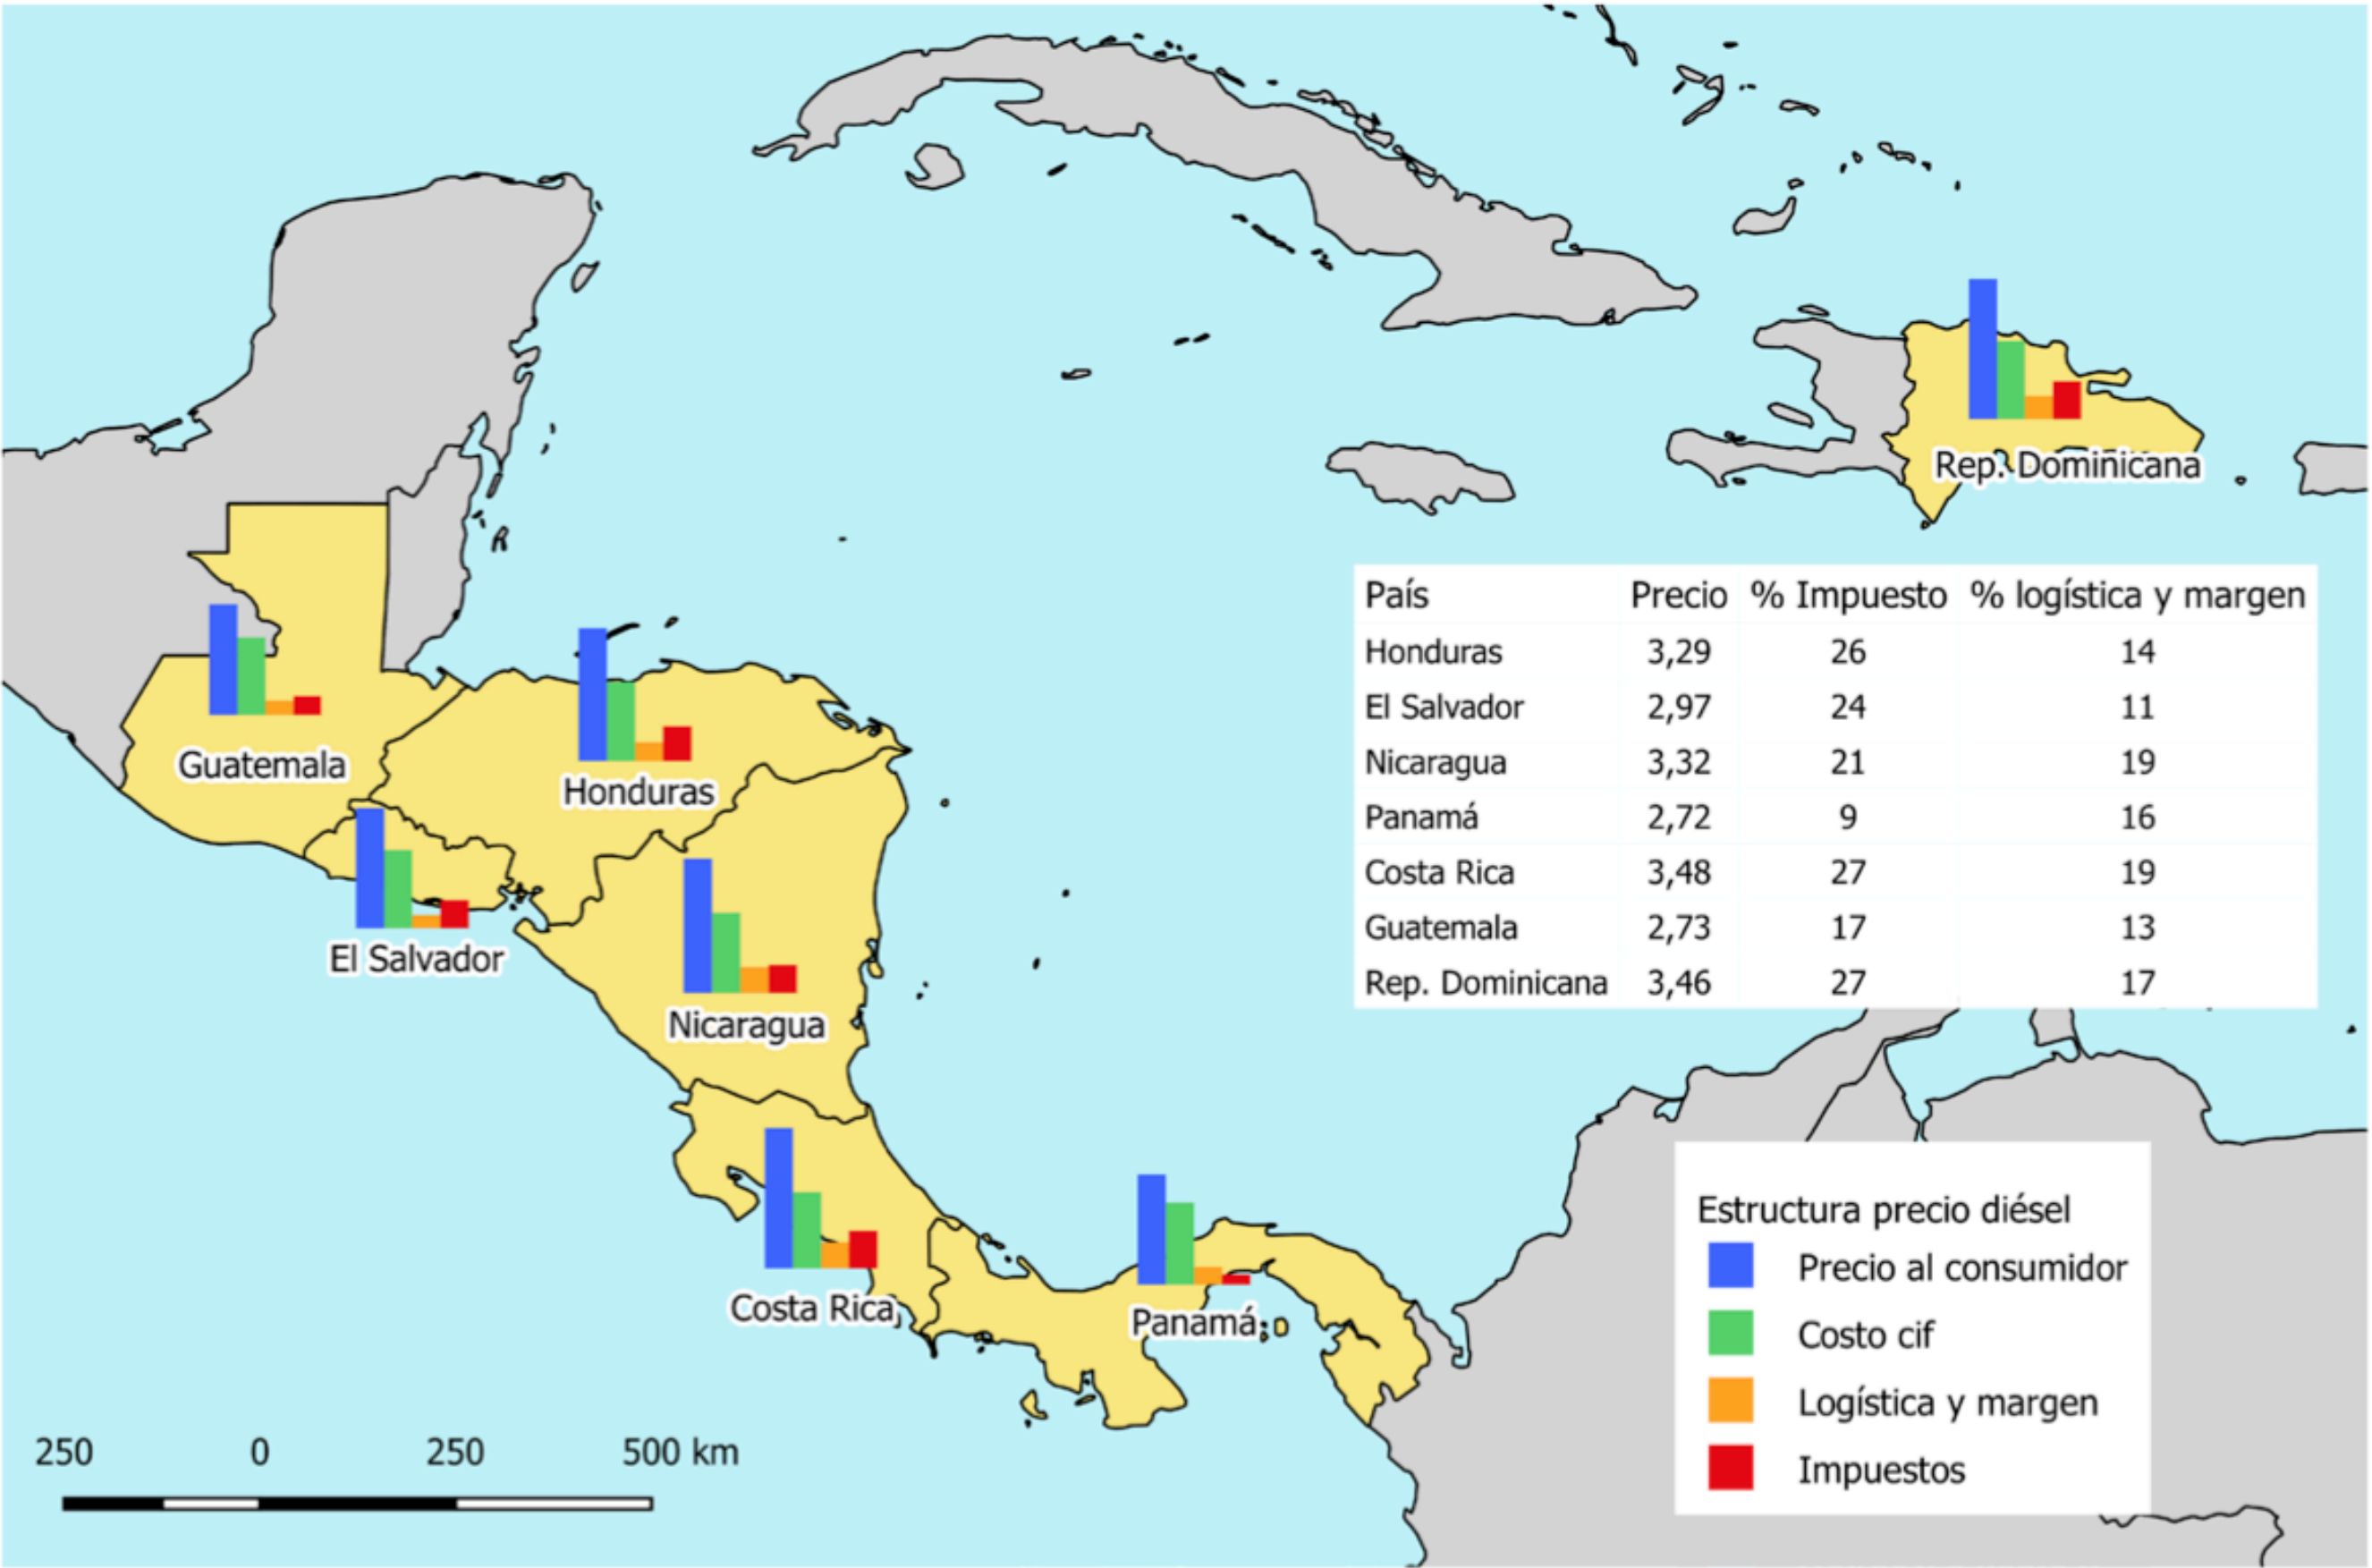 Rep. Dominicana
País Precio % Impuesto % logística y margen
Honduras 3,29 26 14
El Salvador 2,97 24 11
Nicaragua 3,32 21 19
Panamá 2,72 9 16
Costa Rica 3,48 27 19
Guatemala 2,73 17 13
Rep. Dominicana 3,46 27 17
Guatemala
Honduras
El Salvador
Nicaragua
Costa Rica
Panamá
Estructura precio diésel
Precio al consumidor
Costo cif
Logística y margen
Impuestos
250 0 250 500 km